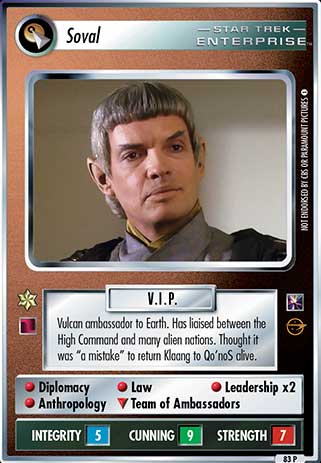 Soval
STAR TREK
ENTERPRISE™
NOT ENDORSED BY CBS OR PARAMOUNT PICTURES
V.I.P.
Vulcan ambassador to Earth. Has liaised between the
High Command and many alien nations. Thought it
was “a mistake” to return Klaang to Qo'noS alive.
Diplomacy Law Leadership x2
Anthropology Team of Ambassadors
INTEGRITY 5 CUNNING 9 STRENGTH 7
83 P